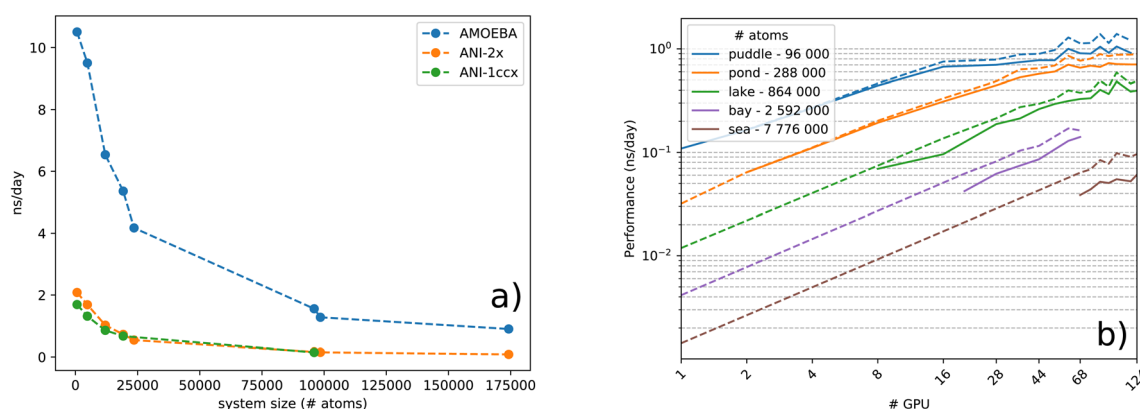 10
8
6
4
2
0
ns/day
AMOEBA
ANI-2x
ANI-1ccx
a)
0
25000
50000
75000
100000
125000
150000
175000
system size (# atoms)
10⁰
10⁻¹
10⁻²
Performance (ns/day)
# atoms
puddle - 96 000
pond - 288 000
lake - 864 000
bay - 2 592 000
sea - 7 776 000
b)
1
2
4
8
16
28
44
68
# GPU